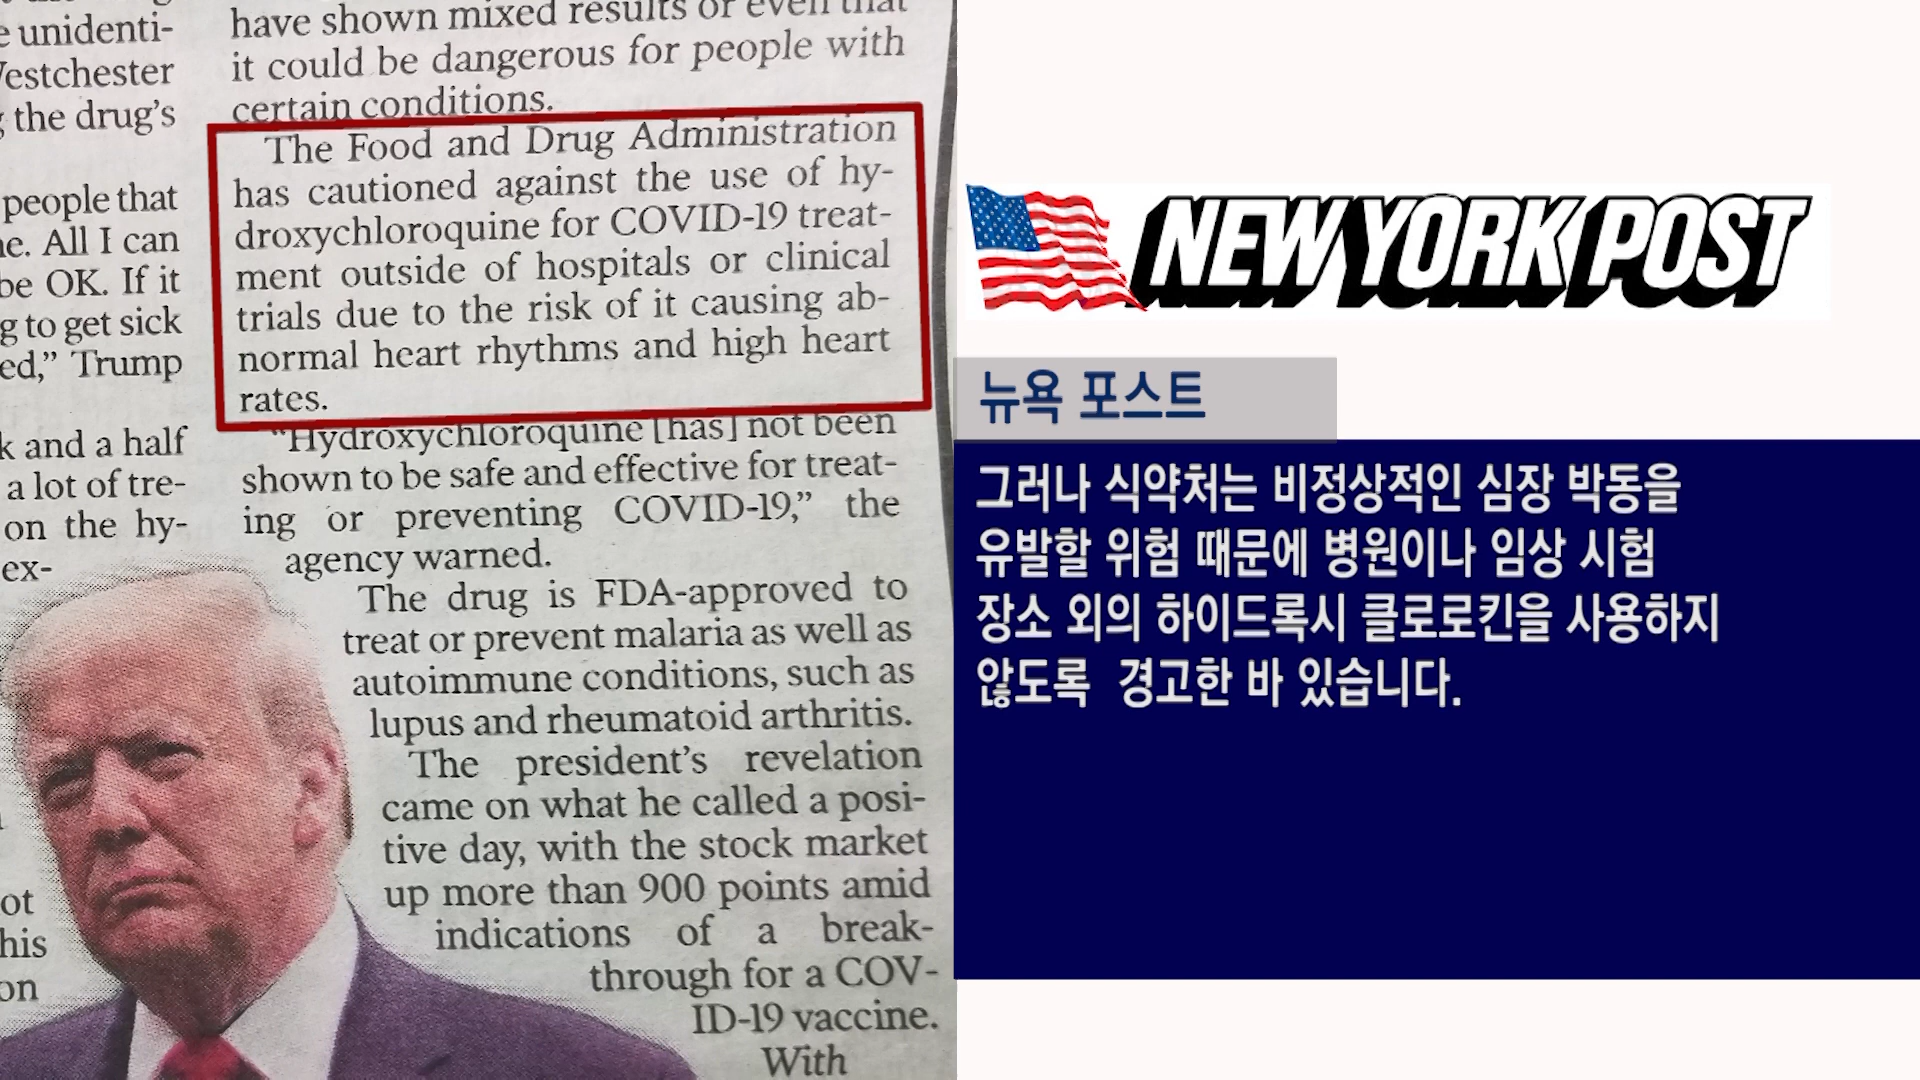 e unidenti-
Westchester
g the drug's
people that
ne. All I can
be OK. If it
g to get sick
ed," Trump
k and a half
a lot of tre-
on the hy-
ex-
ot
his
on
have shown mixed results or even that
it could be dangerous for people with
certain conditions.
The Food and Drug Administration
has cautioned against the use of hy-
droxychloroquine for COVID-19 treat-
ment outside of hospitals or clinical
trials due to the risk of it causing ab-
normal heart rhythms and high heart
rates.
"Hydroxychloroquine [has] not been
shown to be safe and effective for treat-
ing or preventing COVID-19," the
agency warned.
The drug is FDA-approved to
treat or prevent malaria as well as
autoimmune conditions, such as
lupus and rheumatoid arthritis.
The president's revelation
came on what he called a posi-
tive day, with the stock market
up more than 900 points amid
indications of a break-
through for a COV-
ID-19 vaccine.
With
NEW YORK POST
뉴욕 포스트
그러나 식약처는 비정상적인 심장 박동을
유발할 위험 때문에 병원이나 임상 시험
장소 외의 하이드록시 클로로킨을 사용하지
않도록 경고한 바 있습니다.